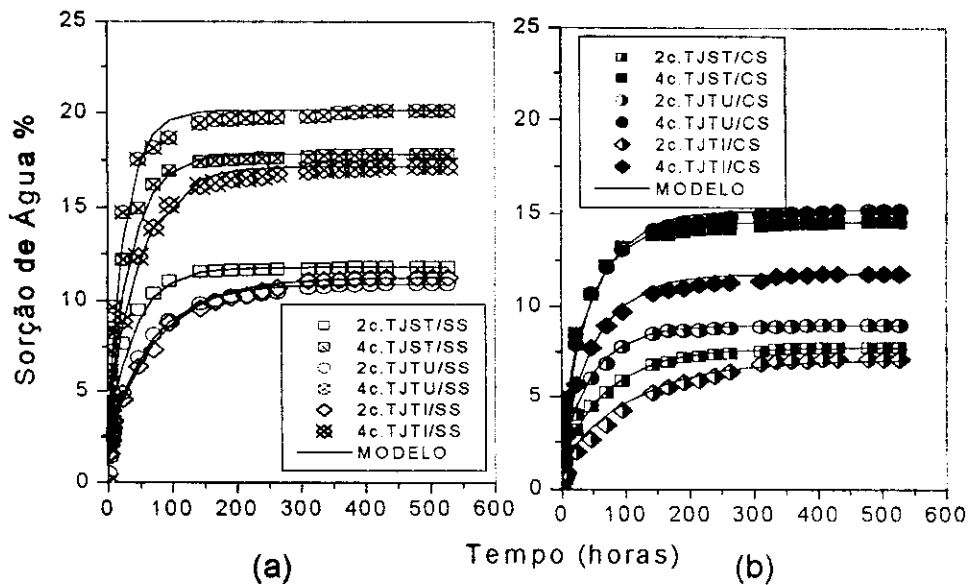 Sorção de Água %
25
20
15
10
5
0
0 100 200 300 400 500 600
2c.TJST/SS
4c.TJST/SS
2c.TJTU/SS
4c.TJTU/SS
2c.TJTI/SS
4c.TJTI/SS
MODELO
(a)
25
20
15
10
5
0
0 100 200 300 400 500 600
2c.TJST/CS
4c.TJST/CS
2c.TJTU/CS
4c.TJTU/CS
2c.TJTI/CS
4c.TJTI/CS
MODELO
(b)
Tempo (horas)